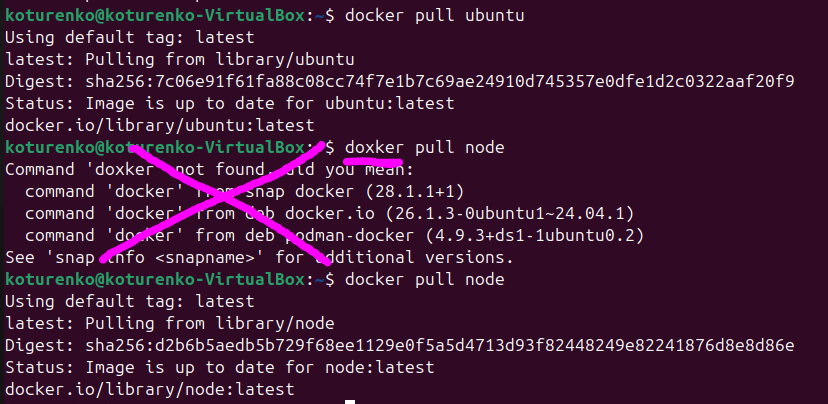 koturenko@koturenko-VirtualBox:~$ docker pull ubuntu
Using default tag: latest
latest: Pulling from library/ubuntu
Digest: sha256:7c06e91f61fa88c08cc74f7e1b7c69ae24910d745357e0dfe1d2c0322aaf20f9
Status: Image is up to date for ubuntu:latest
docker.io/library/ubuntu:latest
koturenko@koturenko-VirtualBox:~$ doxker pull node
Command 'doxker' not found, did you mean:
  command 'docker' from snap docker (28.1.1+1)
  command 'docker' from deb docker.io (26.1.3-0ubuntu1~24.04.1)
  command 'docker' from deb podman-docker (4.9.3+ds1-1ubuntu0.2)
See 'snap info <snapname>' for additional versions.
koturenko@koturenko-VirtualBox:~$ docker pull node
Using default tag: latest
latest: Pulling from library/node
Digest: sha256:d2b6b5aedb5b729f68ee1129e0f5a5d4713d93f82448249e82241876d8e8d86e
Status: Image is up to date for node:latest
docker.io/library/node:latest